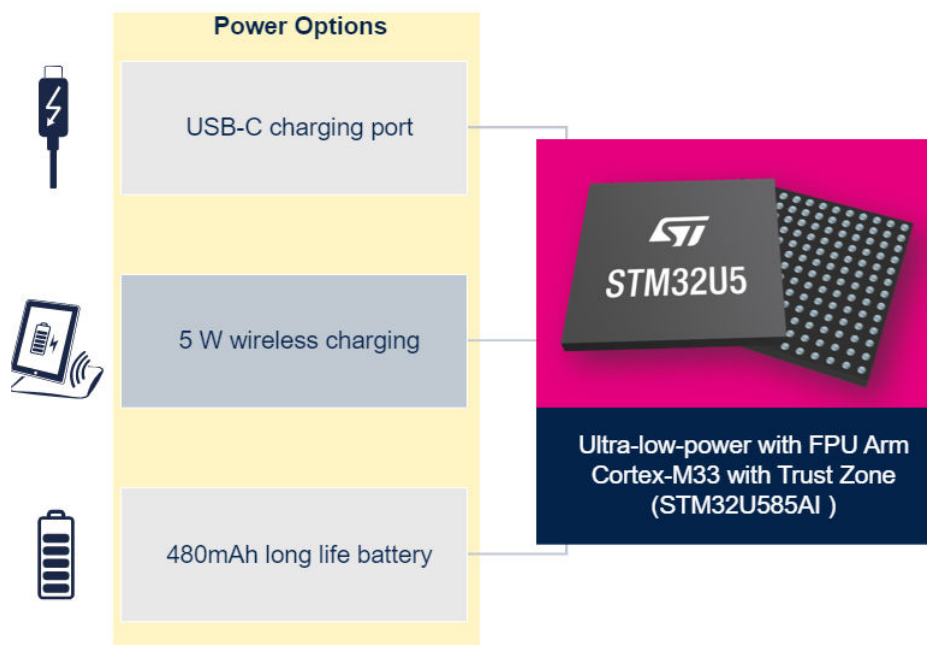 Power Options
USB-C charging port
5 W wireless charging
480mAh long life battery
ST
STM32U5
Ultra-low-power with FPU Arm
Cortex-M33 with Trust Zone
(STM32U585AI )